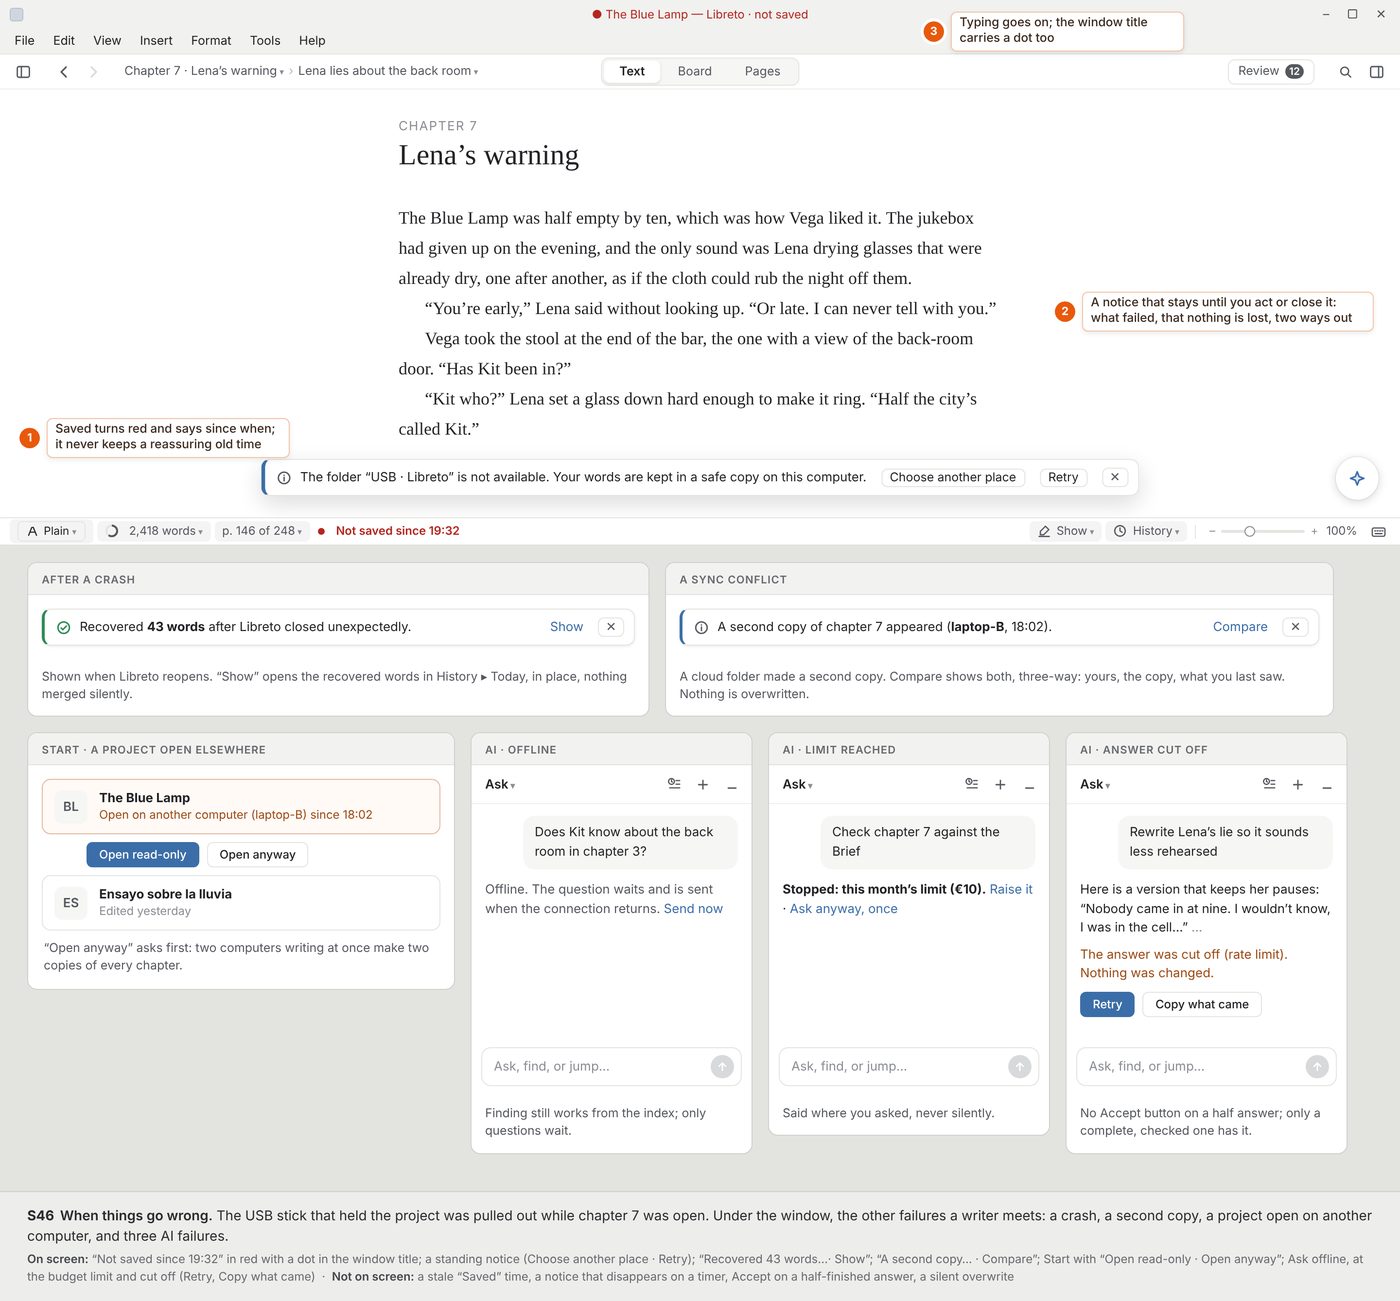 The Blue Lamp — Libreto · not saved
3
Typing goes on; the window title
carries a dot too
File Edit View Insert Format Tools Help
Chapter 7 · Lena’s warning ▾ › Lena lies about the back room ▾
Text Board Pages
Review 12
CHAPTER 7
Lena’s warning
The Blue Lamp was half empty by ten, which was how Vega liked it. The jukebox
had given up on the evening, and the only sound was Lena drying glasses that were
already dry, one after another, as if the cloth could rub the night off them.
“You’re early,” Lena said without looking up. “Or late. I can never tell with you.”
Vega took the stool at the end of the bar, the one with a view of the back-room
door. “Has Kit been in?”
“Kit who?” Lena set a glass down hard enough to make it ring. “Half the city’s
called Kit.”
2
A notice that stays until you act or close it:
what failed, that nothing is lost, two ways out
1
Saved turns red and says since when;
it never keeps a reassuring old time
The folder “USB · Libreto” is not available. Your words are kept in a safe copy on this computer. Choose another place Retry ✕
A Plain ▾ 2,418 words ▾ p. 146 of 248 ▾ Not saved since 19:32
Show ▾ History ▾ − + 100%
AFTER A CRASH
Recovered 43 words after Libreto closed unexpectedly. Show ✕
Shown when Libreto reopens. “Show” opens the recovered words in History ▸ Today, in place, nothing
merged silently.
A SYNC CONFLICT
A second copy of chapter 7 appeared (laptop-B, 18:02). Compare ✕
A cloud folder made a second copy. Compare shows both, three-way: yours, the copy, what you last saw.
Nothing is overwritten.
START · A PROJECT OPEN ELSEWHERE
BL
The Blue Lamp
Open on another computer (laptop-B) since 18:02
Open read-only Open anyway
ES
Ensayo sobre la lluvia
Edited yesterday
“Open anyway” asks first: two computers writing at once make two
copies of every chapter.
AI · OFFLINE
Ask ▾
Does Kit know about the back
room in chapter 3?
Offline. The question waits and is sent
when the connection returns. Send now
Ask, find, or jump…
Finding still works from the index; only
questions wait.
AI · LIMIT REACHED
Ask ▾
Check chapter 7 against the
Brief
Stopped: this month’s limit (€10). Raise it
· Ask anyway, once
Ask, find, or jump…
Said where you asked, never silently.
AI · ANSWER CUT OFF
Ask ▾
Rewrite Lena’s lie so it sounds
less rehearsed
Here is a version that keeps her pauses:
“Nobody came in at nine. I wouldn’t know,
I was in the cell…” …
The answer was cut off (rate limit).
Nothing was changed.
Retry Copy what came
Ask, find, or jump…
No Accept button on a half answer; only a
complete, checked one has it.
S46 When things go wrong. The USB stick that held the project was pulled out while chapter 7 was open. Under the window, the other failures a writer meets: a crash, a second copy, a project open on another
computer, and three AI failures.
On screen: “Not saved since 19:32” in red with a dot in the window title; a standing notice (Choose another place · Retry); “Recovered 43 words…· Show”; “A second copy… · Compare”; Start with “Open read-only · Open anyway”; Ask offline, at
the budget limit and cut off (Retry, Copy what came) · Not on screen: a stale “Saved” time, a notice that disappears on a timer, Accept on a half-finished answer, a silent overwrite